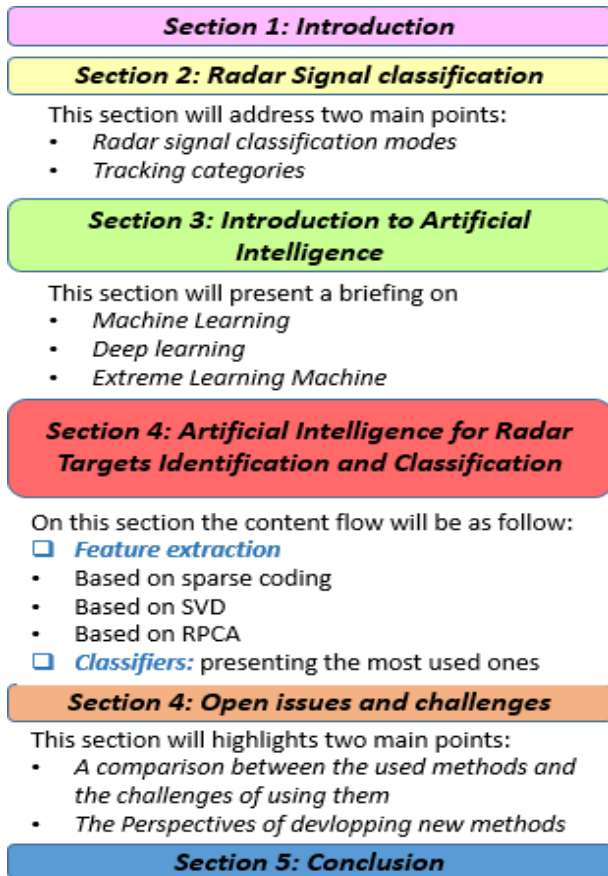 Section 1: Introduction
Section 2: Radar Signal classification
This section will address two main points:
• Radar signal classification modes
• Tracking categories
Section 3: Introduction to Artificial
Intelligence
This section will present a briefing on
• Machine Learning
• Deep learning
• Extreme Learning Machine
Section 4: Artificial Intelligence for Radar
Targets Identification and Classification
On this section the content flow will be as follow:
❑ Feature extraction
• Based on sparse coding
• Based on SVD
• Based on RPCA
❑ Classifiers: presenting the most used ones
Section 4: Open issues and challenges
This section will highlights two main points:
• A comparison between the used methods and
the challenges of using them
• The Perspectives of devlopping new methods
Section 5: Conclusion